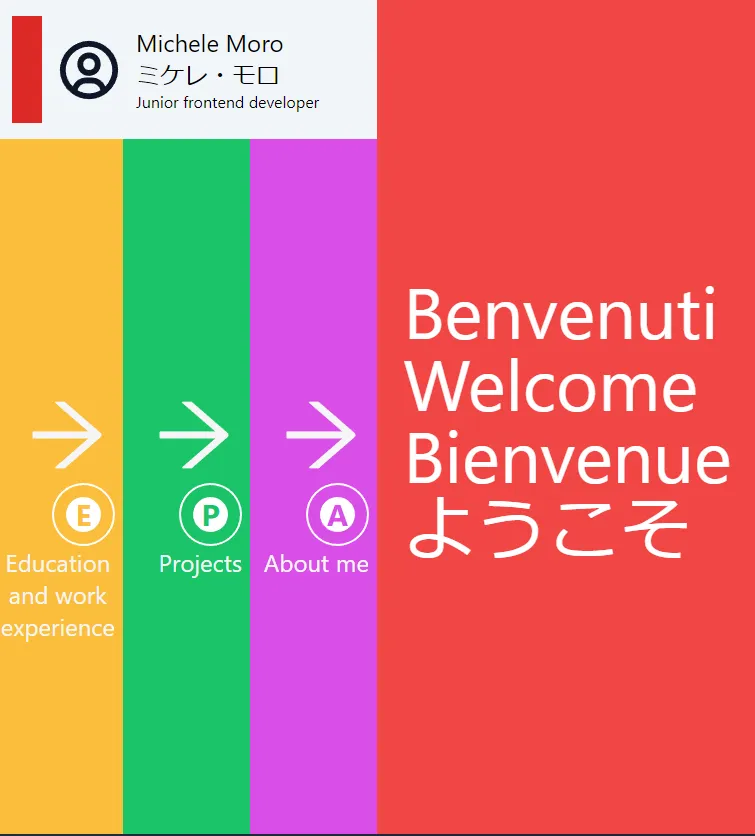 Michele Moro
ミケレ・モロ
Junior frontend developer
E
Education
and work
experience
P
Projects
A
About me
Benvenuti
Welcome
Bienvenue
ようこそ